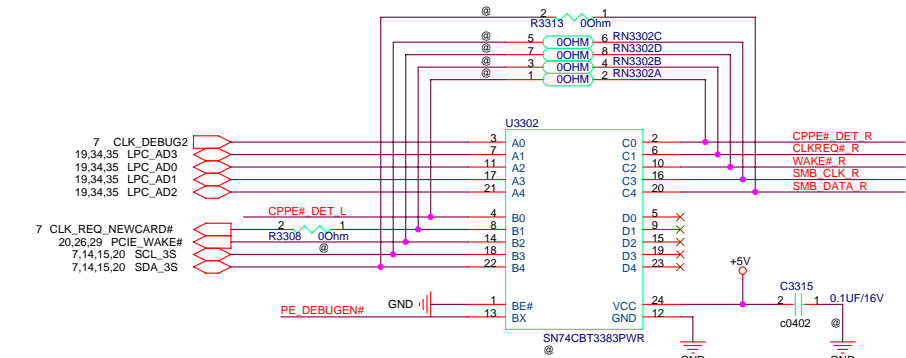 @ 2 1
R3313 0Ohm
@ 5 0OHM 6 RN3302C
@ 7 0OHM 8 RN3302D
@ 3 0OHM 4 RN3302B
@ 1 0OHM 2 RN3302A
U3302
7 CLK_DEBUG2 3 A0 C0 2 CPPE#_DET_R
19,34,35 LPC_AD3 7 A1 C1 6 CLKREQ#_R
19,34,35 LPC_AD0 11 A2 C2 10 WAKE#_R
19,34,35 LPC_AD1 17 A3 C3 16 SMB_CLK_R
19,34,35 LPC_AD2 21 A4 C4 20 SMB_DATA_R
CPPE#_DET_L 4 B0 D0 5
7 CLK_REQ_NEWCARD# 2 1 8 B1 D1 9
R3308 0Ohm
20,26,29 PCIE_WAKE# 14 B2 D2 15
@
7,14,15,20 SCL_3S 18 B3 D3 19
7,14,15,20 SDA_3S 22 B4 D4 23
+5V
C3315
GND 1 BE# VCC 24 2 1 0.1UF/16V
PE_DEBUGEN# 13 BX GND 12 c0402 @
SN74CBT3383PWR
@
GND GND